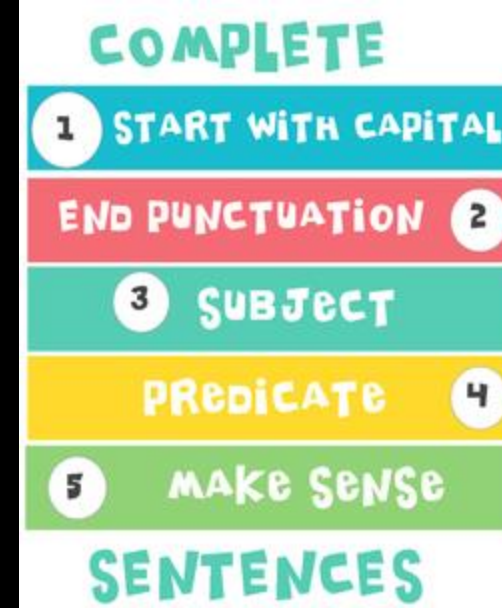 COMPLETE
1 START WITH CAPITAL
END PUNCTUATION 2
3 SUBJECT
PREDICATE 4
5 MAKE SENSE
SENTENCES